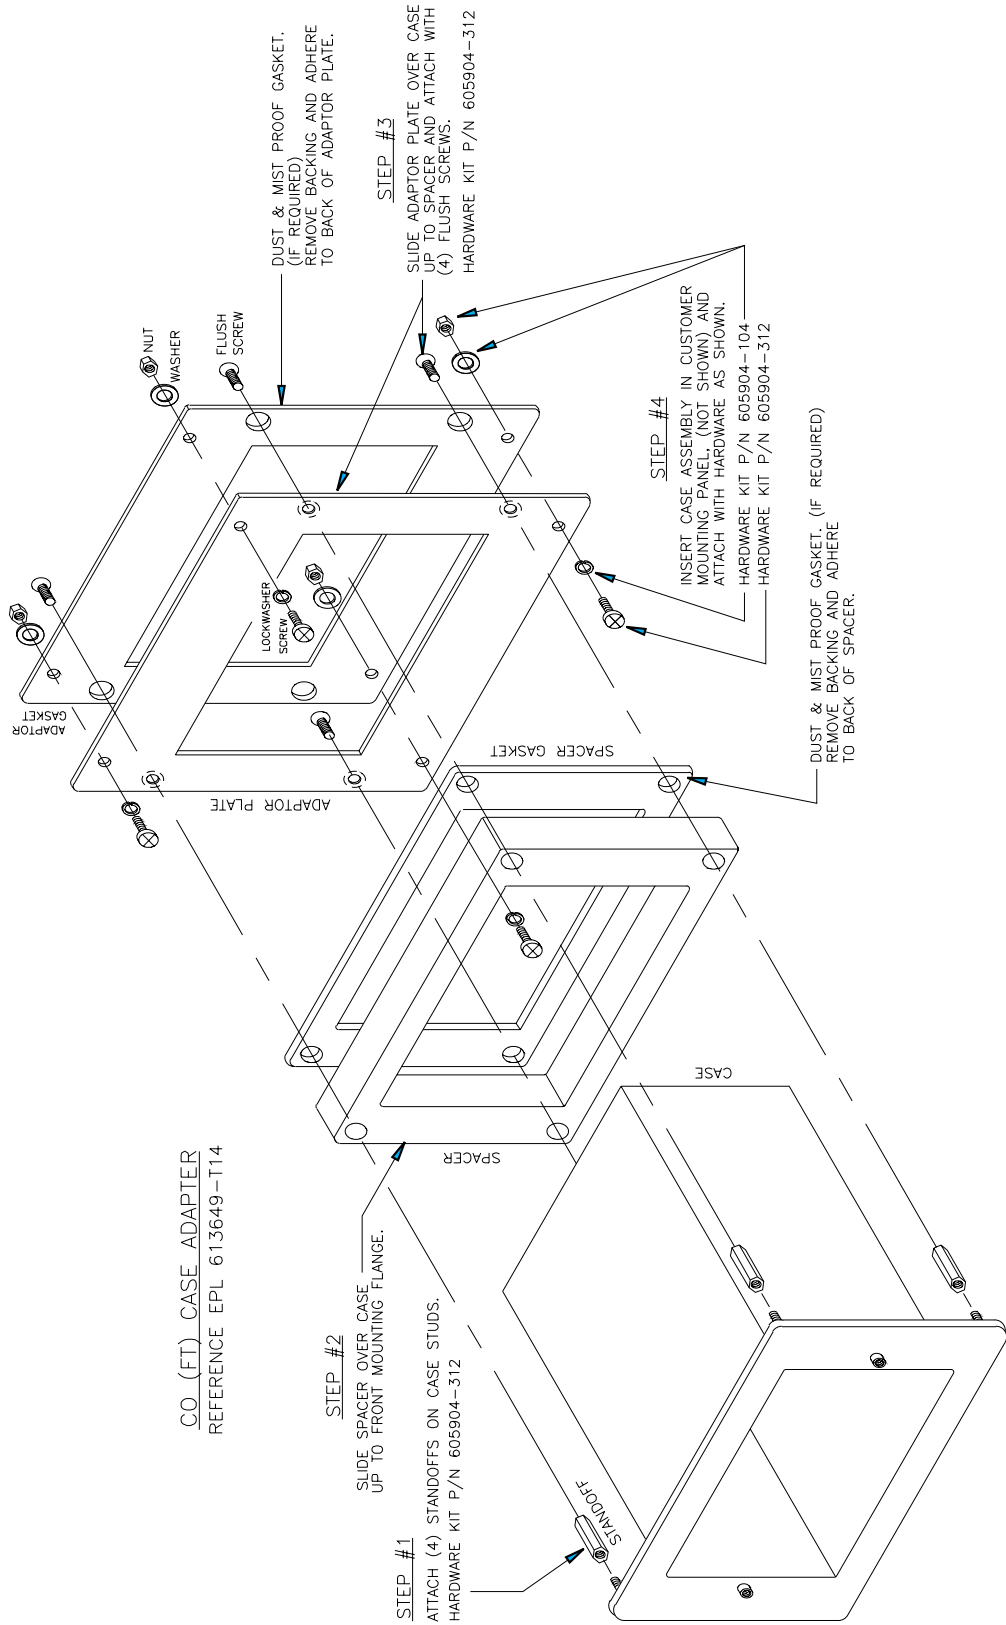 CO (FT) CASE ADAPTER
REFERENCE EPL 613649-T14
STEP #1
ATTACH (4) STANDOFFS ON CASE STUDS.
HARDWARE KIT P/N 605904-312
STANDOFF
STEP #2
SLIDE SPACER OVER CASE
UP TO FRONT MOUNTING FLANGE.
SPACER
CASE
SPACER GASKET
ADAPTOR PLATE
ADAPTOR
GASKET
LOCKWASHER
SCREW
NUT
WASHER
FLUSH
SCREW
DUST & MIST PROOF GASKET.
(IF REQUIRED)
REMOVE BACKING AND ADHERE
TO BACK OF ADAPTOR PLATE.
STEP #3
SLIDE ADAPTOR PLATE OVER CASE
UP TO SPACER AND ATTACH WITH
(4) FLUSH SCREWS.
HARDWARE KIT P/N 605904-312
STEP #4
INSERT CASE ASSEMBLY IN CUSTOMER
MOUNTING PANEL, (NOT SHOWN) AND
ATTACH WITH HARDWARE AS SHOWN.
HARDWARE KIT P/N 605904-104
HARDWARE KIT P/N 605904-312
DUST & MIST PROOF GASKET. (IF REQUIRED)
REMOVE BACKING AND ADHERE
TO BACK OF SPACER.